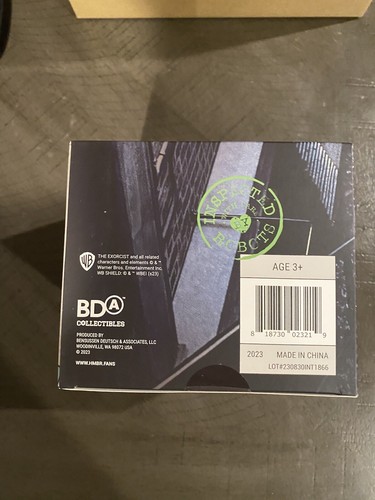 INSPECTED
ROBOTS
WB
THE EXORCIST and all related
characters and elements © & ™
Warner Bros. Entertainment Inc.
WB SHIELD: © & ™ WBEI (s23)
BDA
COLLECTIBLES
PRODUCED BY
BENSUSSEN DEUTSCH & ASSOCIATES, LLC
WOODINVILLE, WA 98072 USA
© 2023
WWW.HMBR.FANS
AGE 3+
8 18730 02321 9
2023 MADE IN CHINA
LOT#230830INT1866